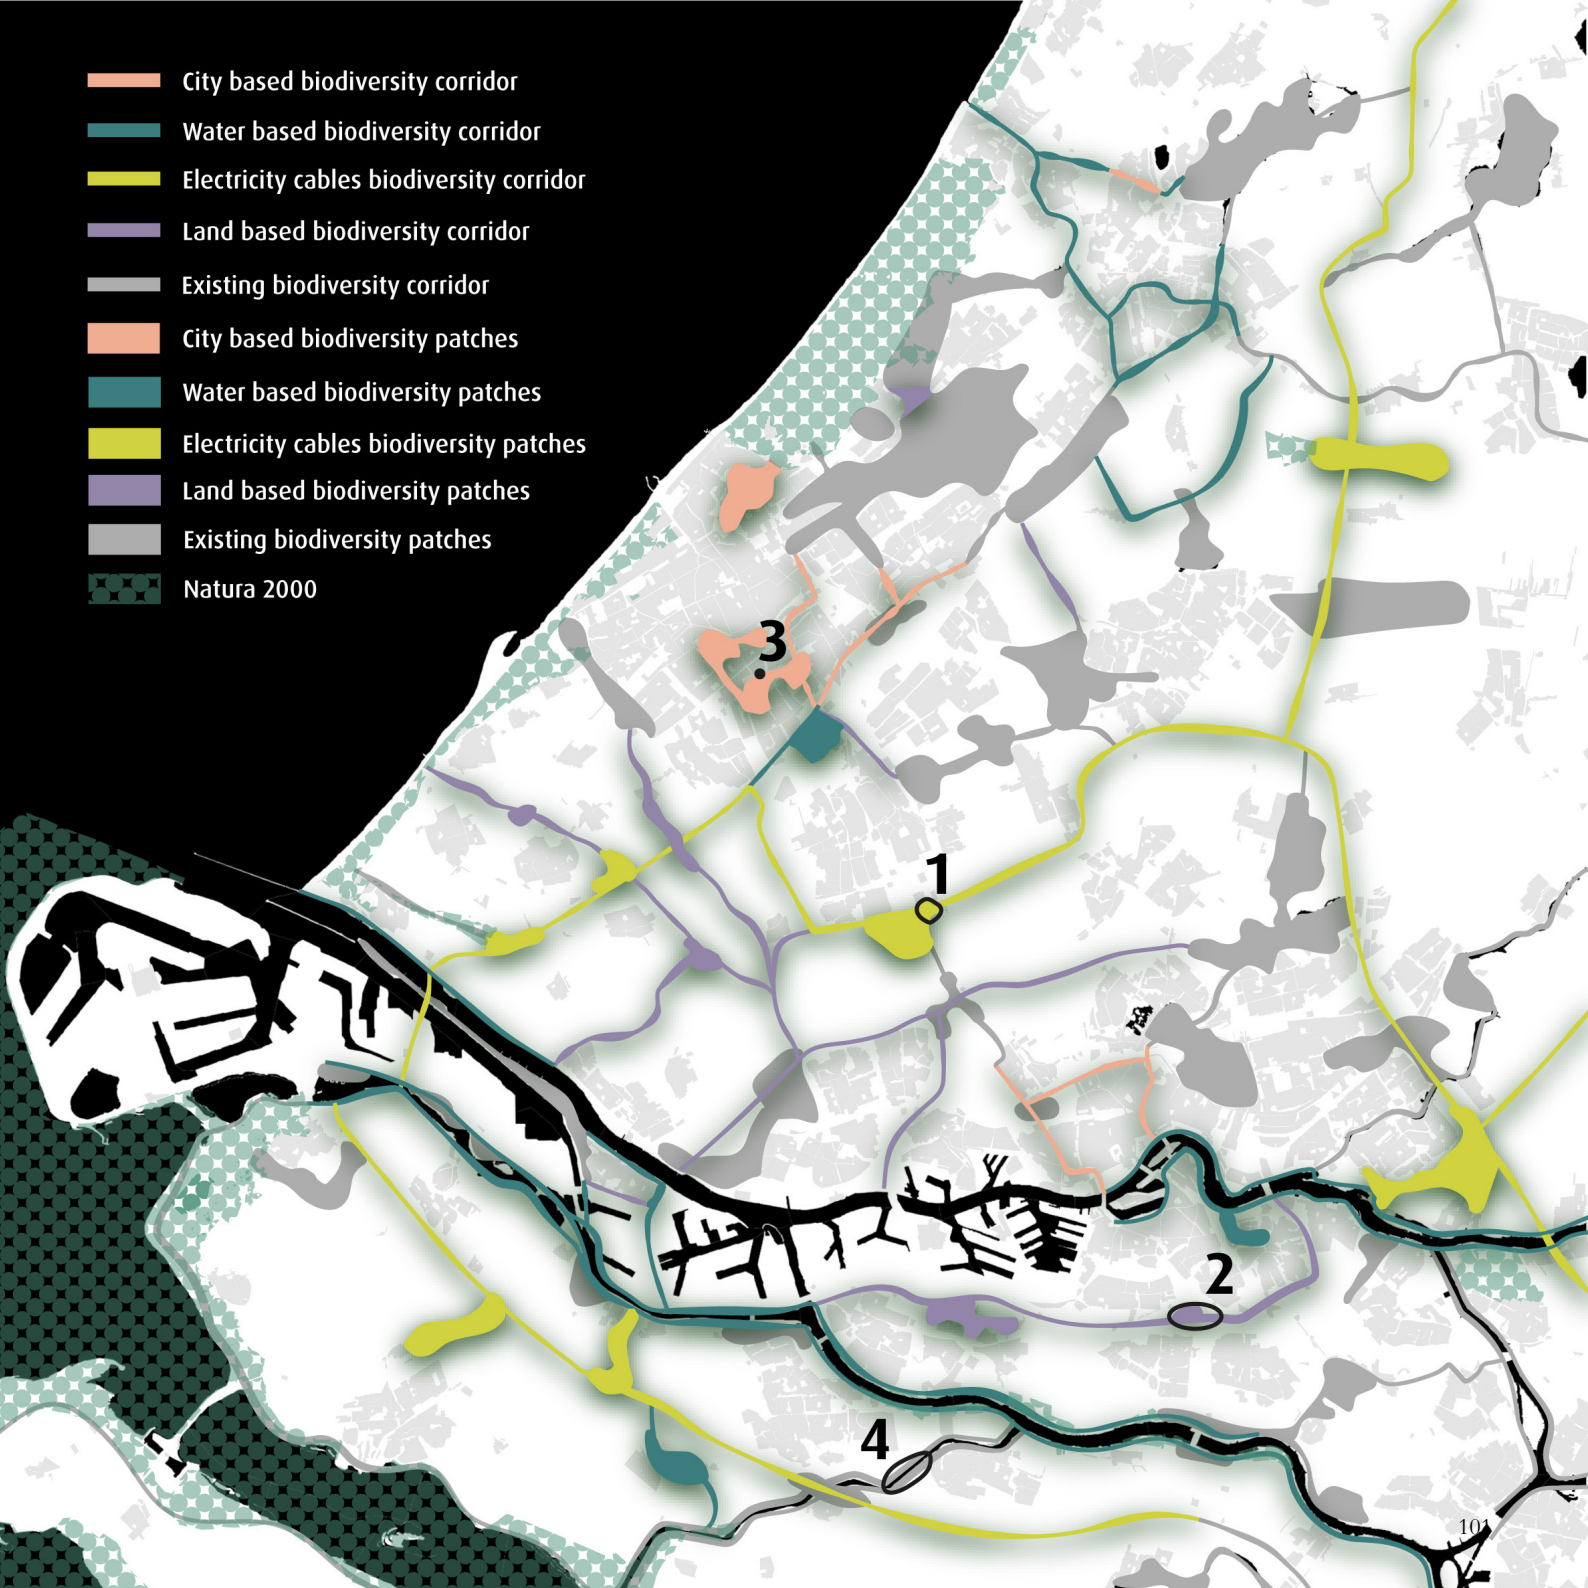 City based biodiversity corridor
Water based biodiversity corridor
Electricity cables biodiversity corridor
Land based biodiversity corridor
Existing biodiversity corridor
City based biodiversity patches
Water based biodiversity patches
Electricity cables biodiversity patches
Land based biodiversity patches
Existing biodiversity patches
Natura 2000
3
1
2
4
101